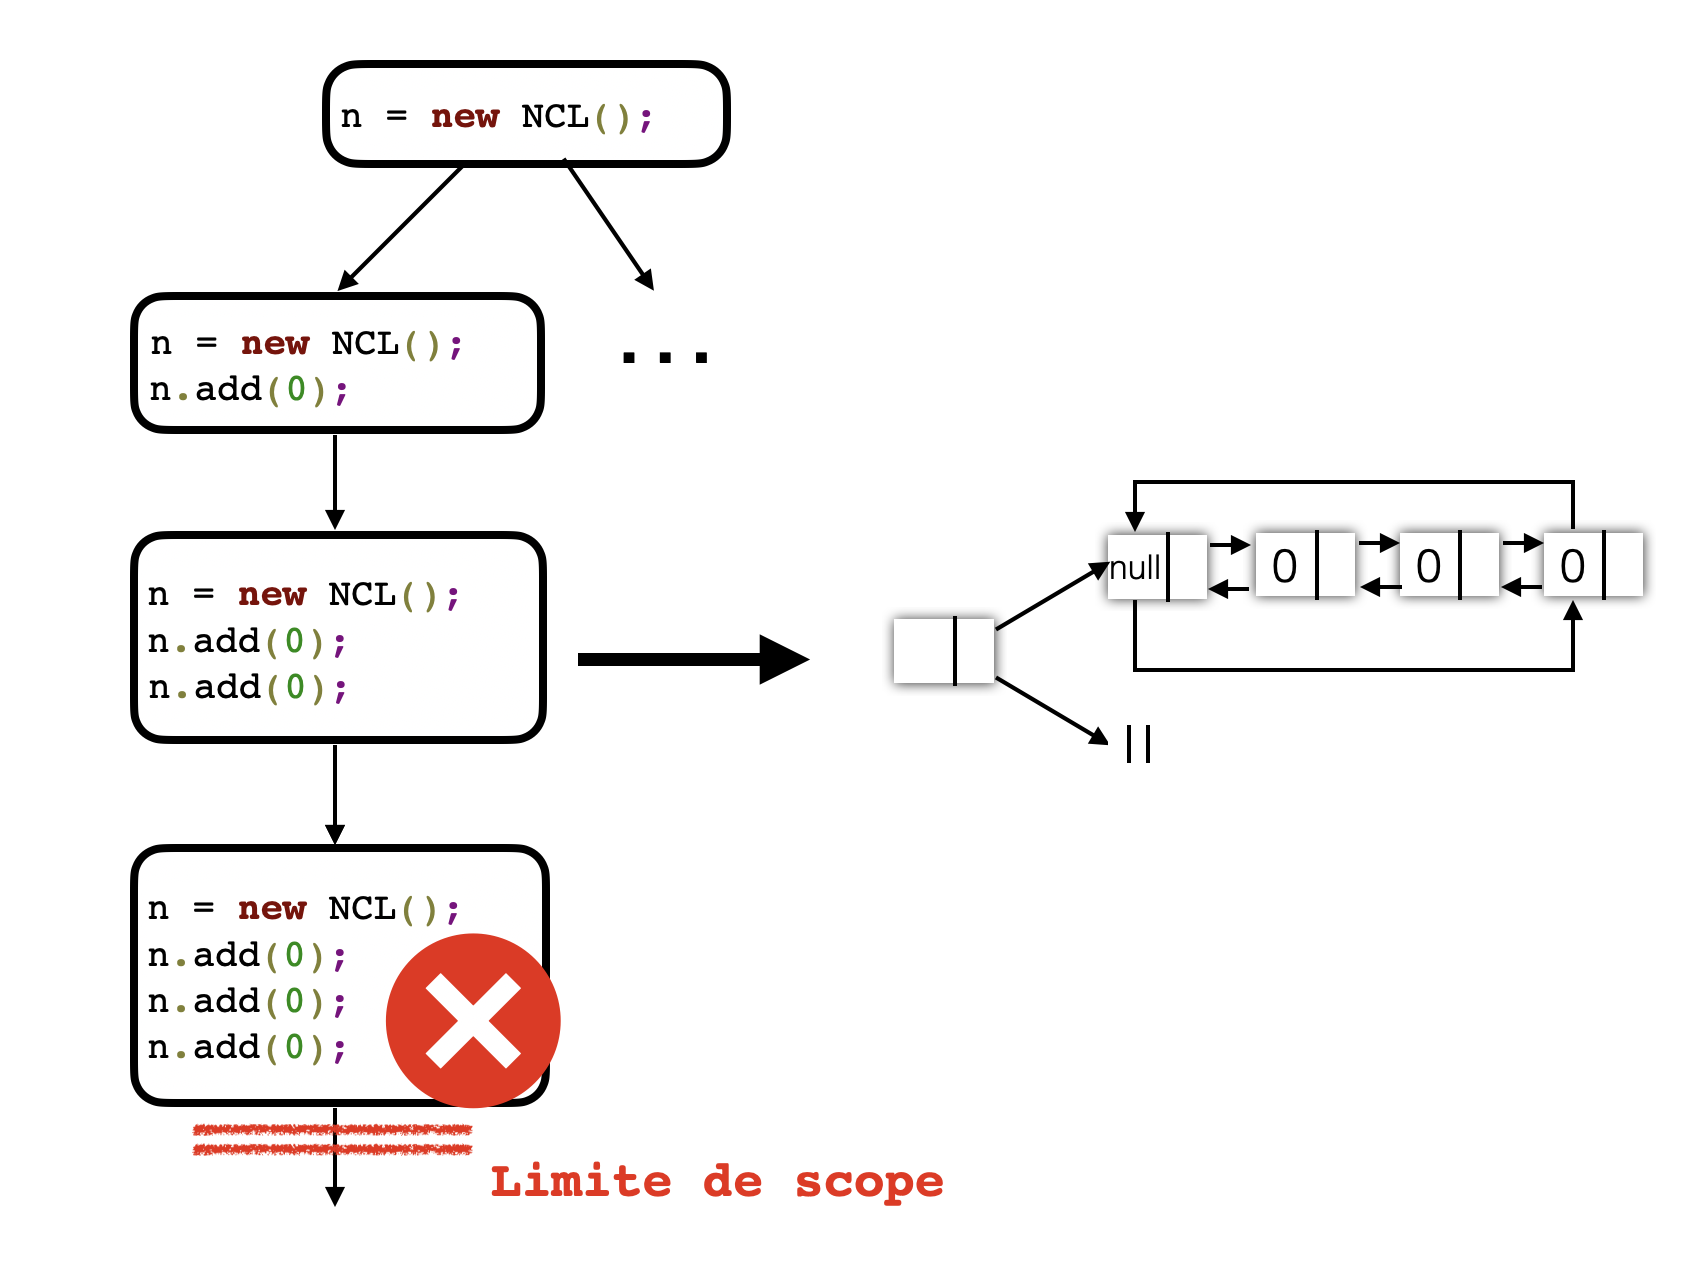 n = new NCL();
n = new NCL();
n.add(0);
...
n = new NCL();
n.add(0);
n.add(0);
null
0
0
0
n = new NCL();
n.add(0);
n.add(0);
n.add(0);
Limite de scope